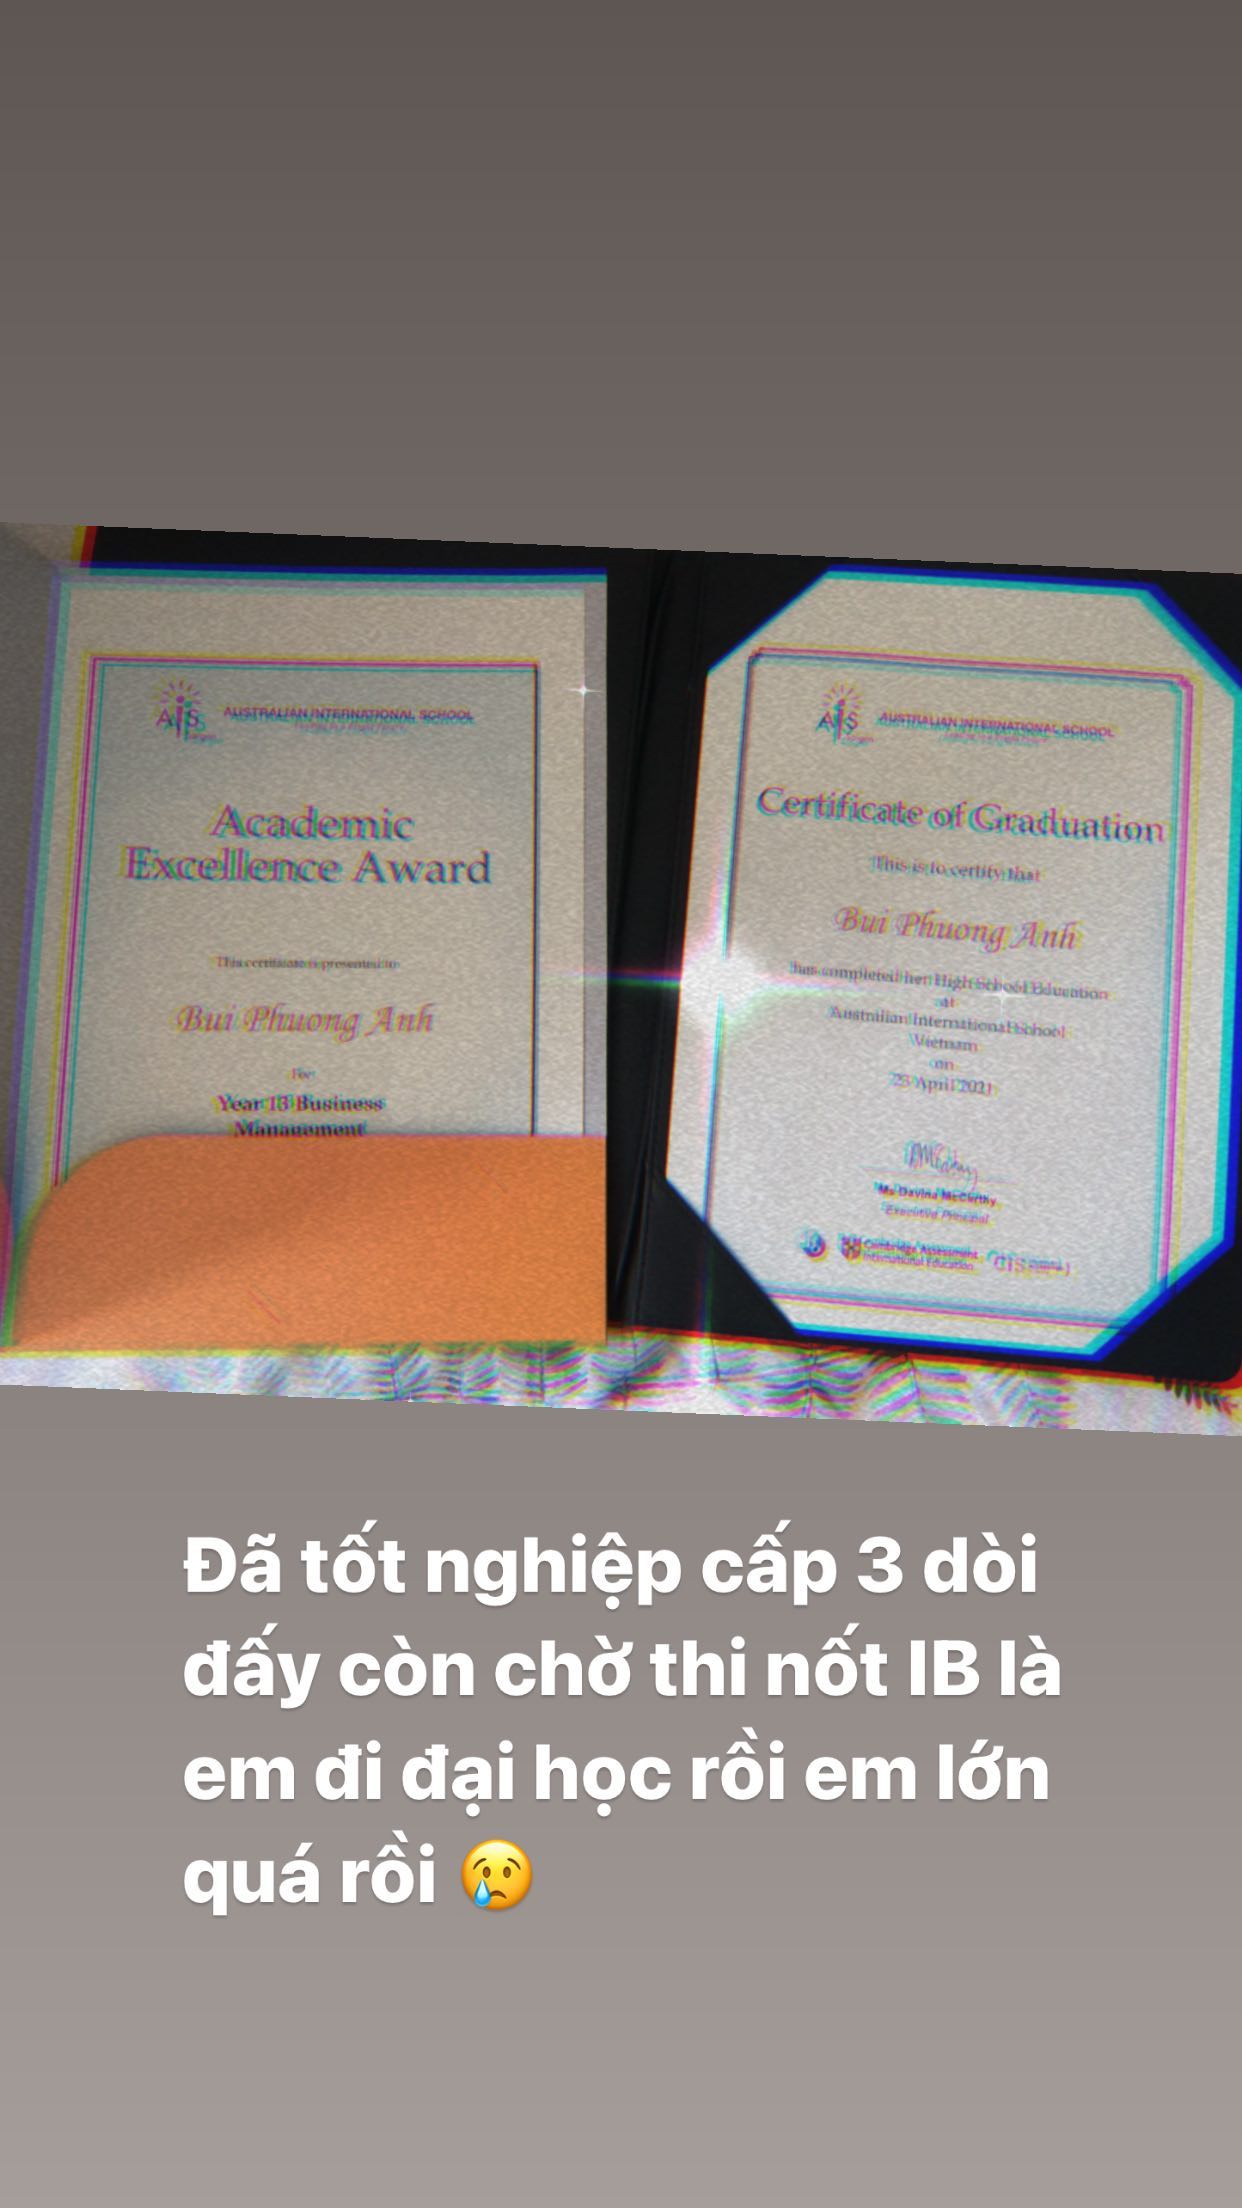 AUSTRALIAN INTERNATIONAL SCHOOL
Academic
Excellence Award
This certificate is presented to
Bui Phuong Anh
For
Year 13 Business
Management
AIS
AUSTRALIAN INTERNATIONAL SCHOOL
Certificate of Graduation
This is to certify that
Bui Phuong Anh
has completed her High School Education
at
Australian International School
Vietnam
on
23 April 2021
Ms Davina McCarthy
Executive Principal
Cambridge Assessment
International Education
CIS
Đã tốt nghiệp cấp 3 dòi
đấy còn chờ thi nốt IB là
em đi đại học rồi em lớn
quá rồi 😢